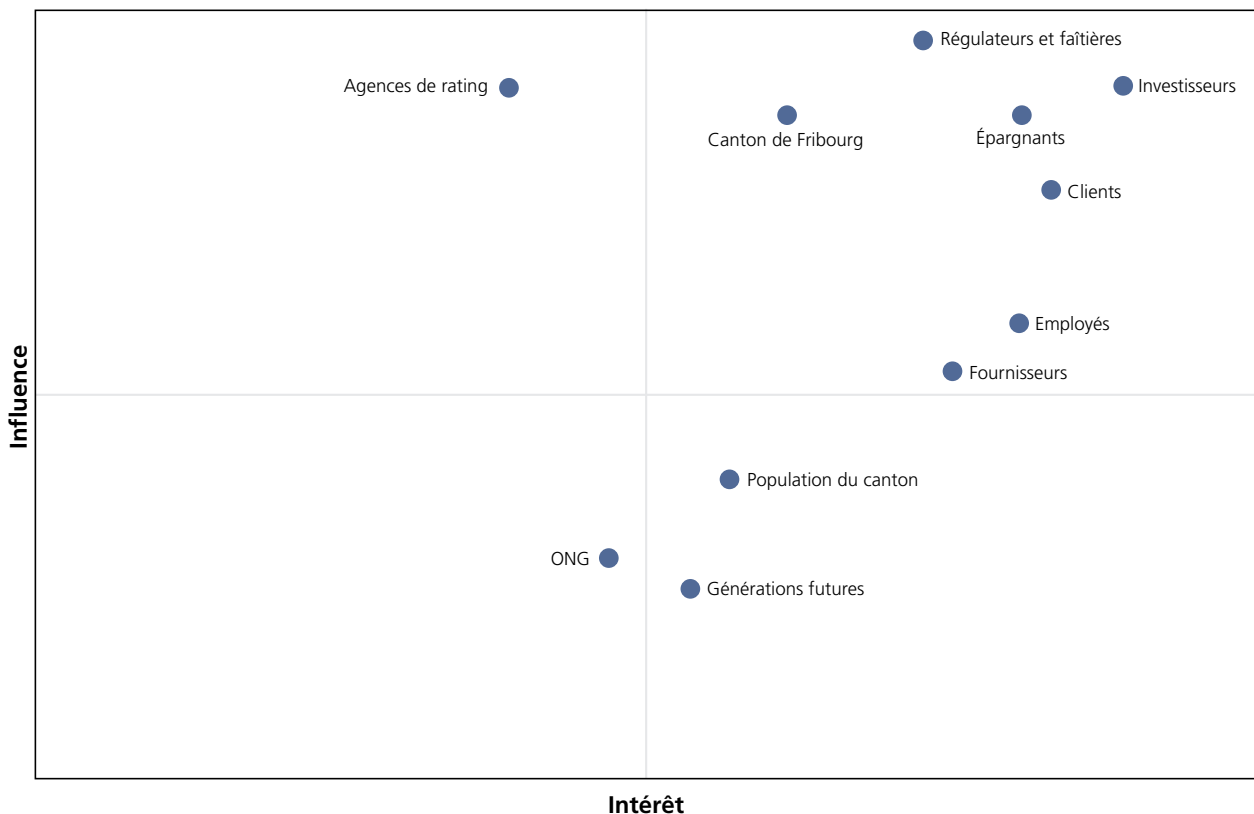 Régulateurs et faîtières
Agences de rating
Investisseurs
Canton de Fribourg
Épargnants
Clients
Employés
Fournisseurs
Influence
Population du canton
ONG
Générations futures
Intérêt